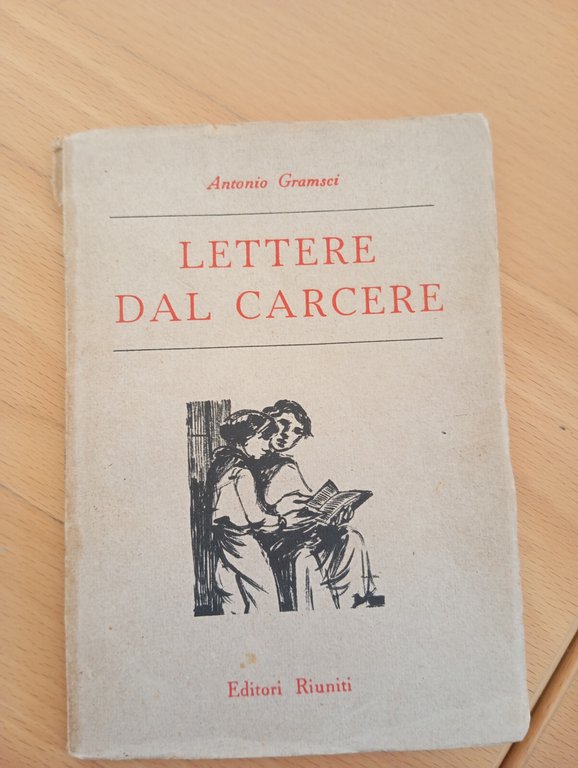 Antonio Gramsci
LETTERE
DAL CARCERE
Editori Riuniti